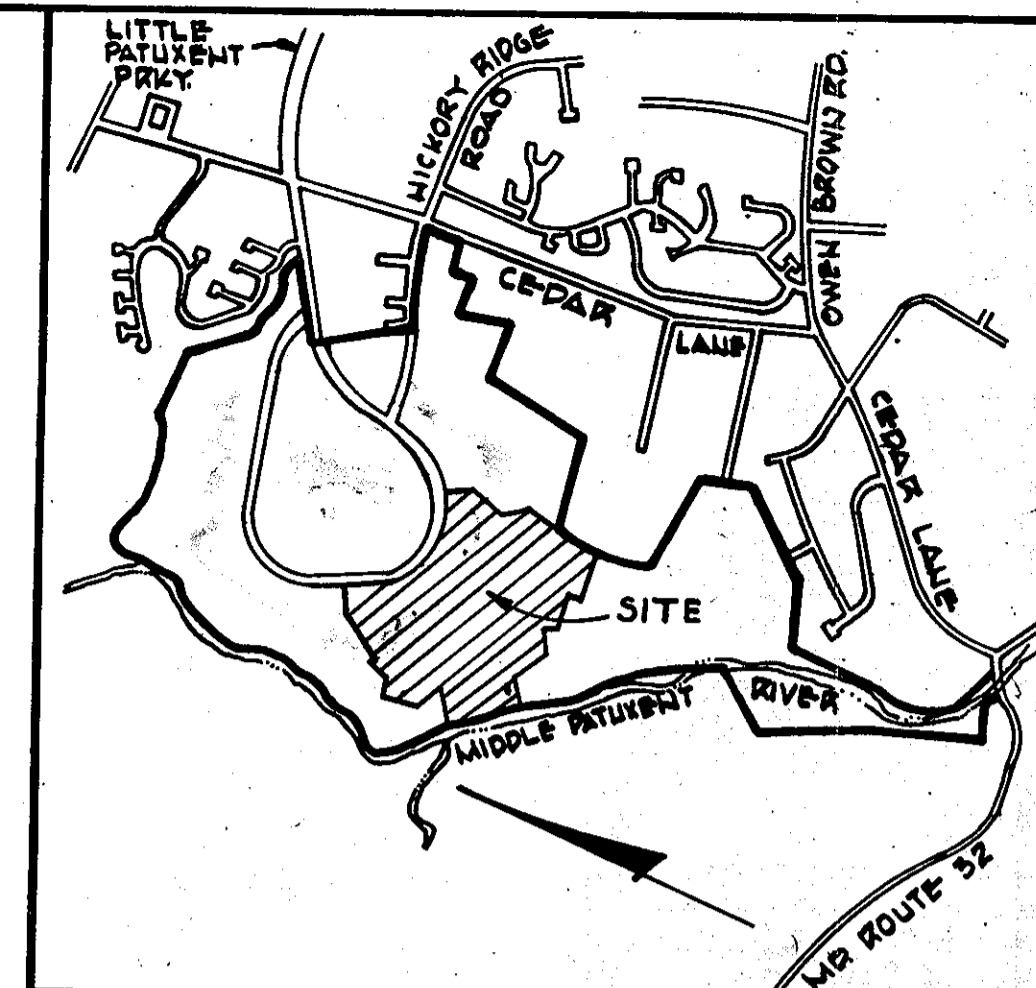 LITTLE
PATUXENT
PRKY.
HICKORY RIDGE
ROAD
OWEN BROWN RD.
CEDAR
LANE
CEDAR LANE
SITE
MIDDLE PATUXENT
RIVER
MD ROUTE 32